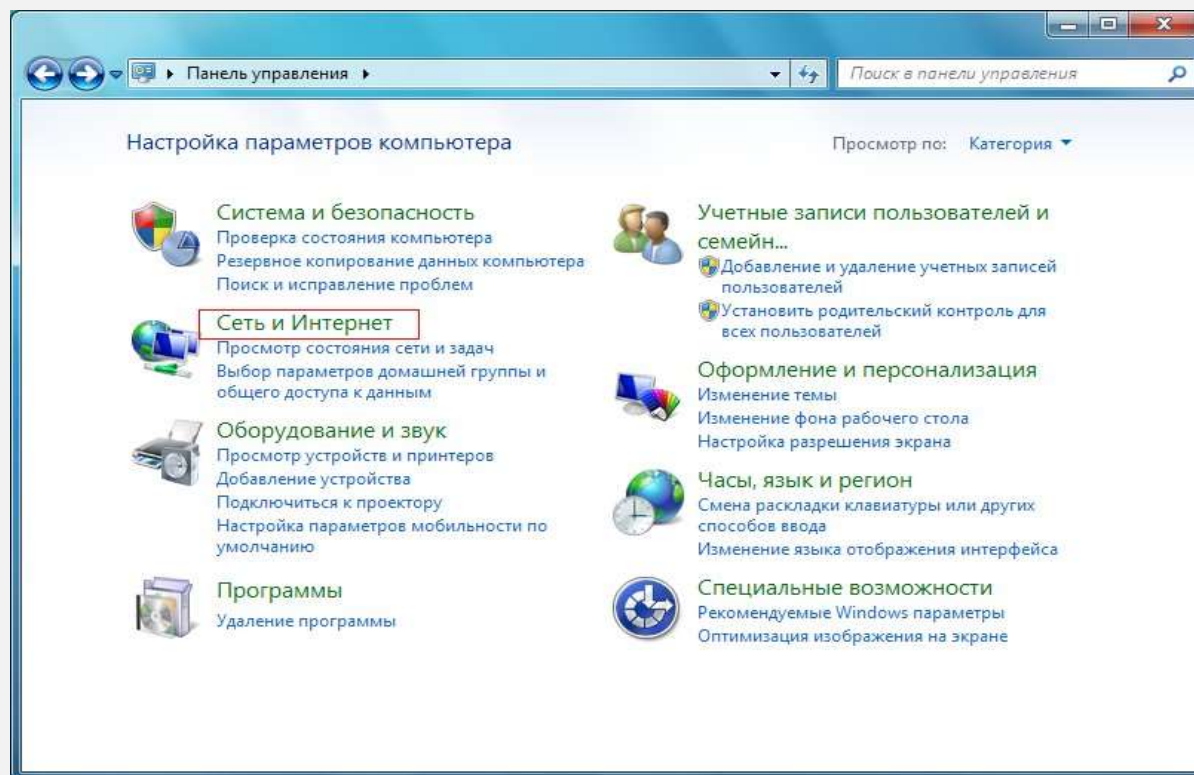 Панель управления
Поиск в панели управления
Настройка параметров компьютера
Просмотр по: Категория
Система и безопасность
Проверка состояния компьютера
Резервное копирование данных компьютера
Поиск и исправление проблем
Сеть и Интернет
Просмотр состояния сети и задач
Выбор параметров домашней группы и
общего доступа к данным
Оборудование и звук
Просмотр устройств и принтеров
Добавление устройства
Подключиться к проектору
Настройка параметров мобильности по
умолчанию
Программы
Удаление программы
Учетные записи пользователей и
семейн...
Добавление и удаление учетных записей
пользователей
Установить родительский контроль для
всех пользователей
Оформление и персонализация
Изменение темы
Изменение фона рабочего стола
Настройка разрешения экрана
Часы, язык и регион
Смена раскладки клавиатуры или других
способов ввода
Изменение языка отображения интерфейса
Специальные возможности
Рекомендуемые Windows параметры
Оптимизация изображения на экране